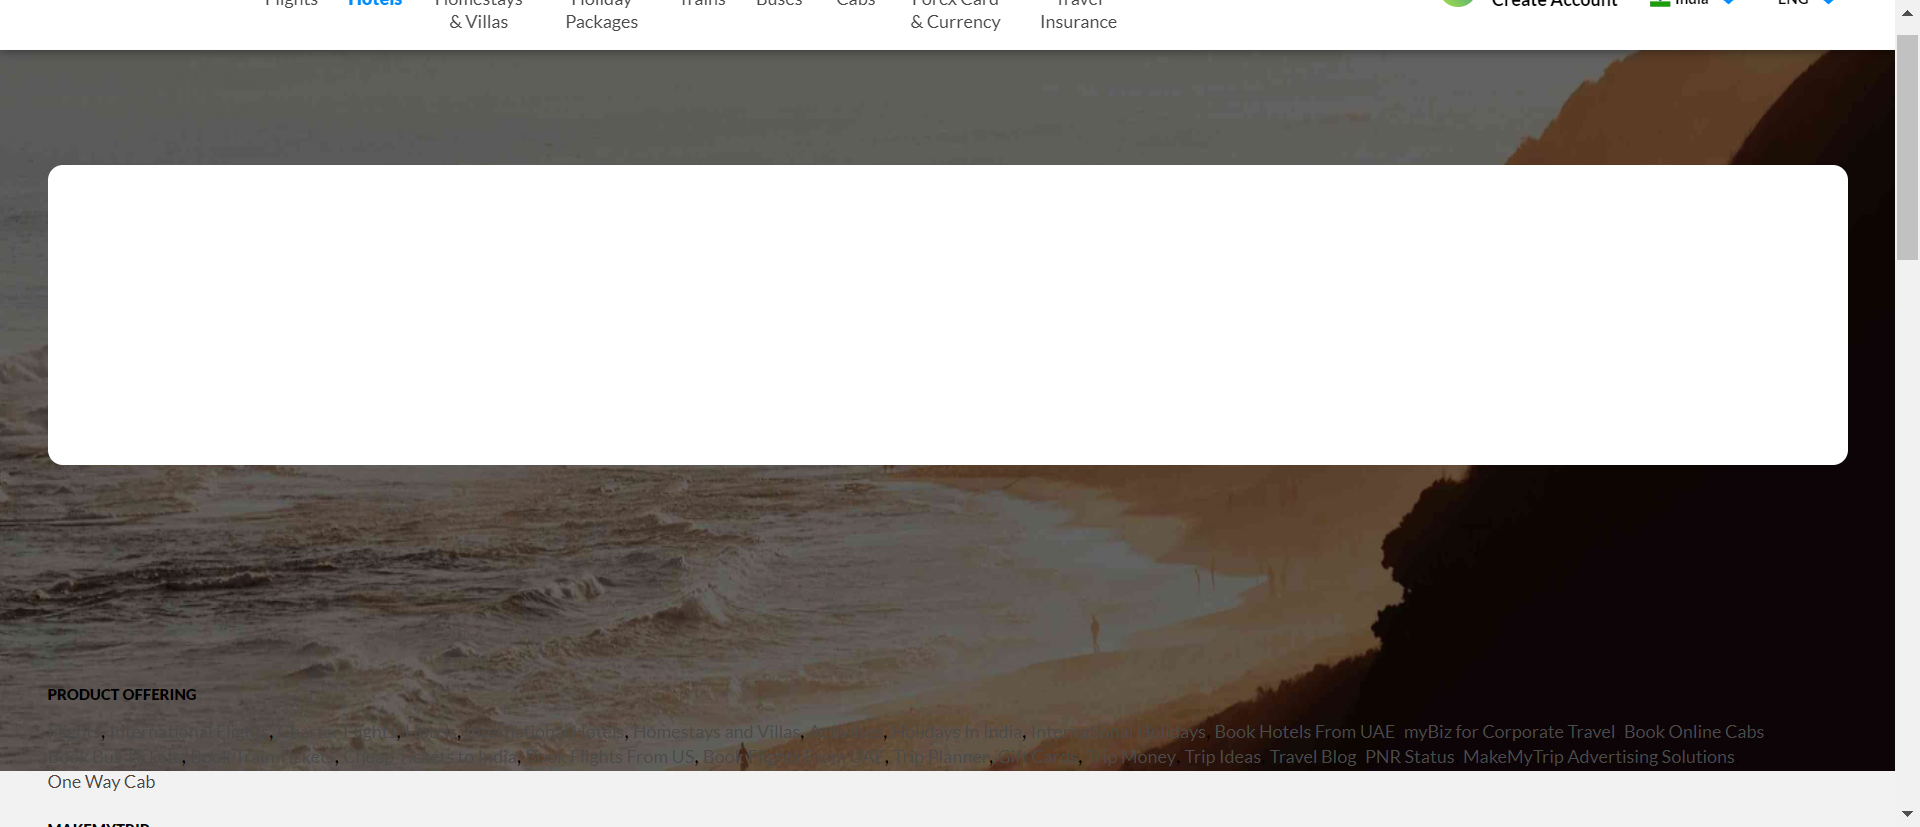 Flights Hotels Homestays Holiday Trains Buses Cabs Forex Card Travel Create Account India ENG
& Villas Packages & Currency Insurance
PRODUCT OFFERING
Flights, International Flights, Charter Flights, Hotels, International Hotels, Homestays and Villas, Activities, Holidays In India, International Holidays, Book Hotels From UAE myBiz for Corporate Travel Book Online Cabs
Book Bus Tickets, Book Train Tickets, Cheap Tickets to India, Book Flights From US, Book Flights From UAE, Trip Planner, Gift Cards, Trip Money, Trip Ideas Travel Blog PNR Status MakeMyTrip Advertising Solutions
One Way Cab
MAKEMYTRIP